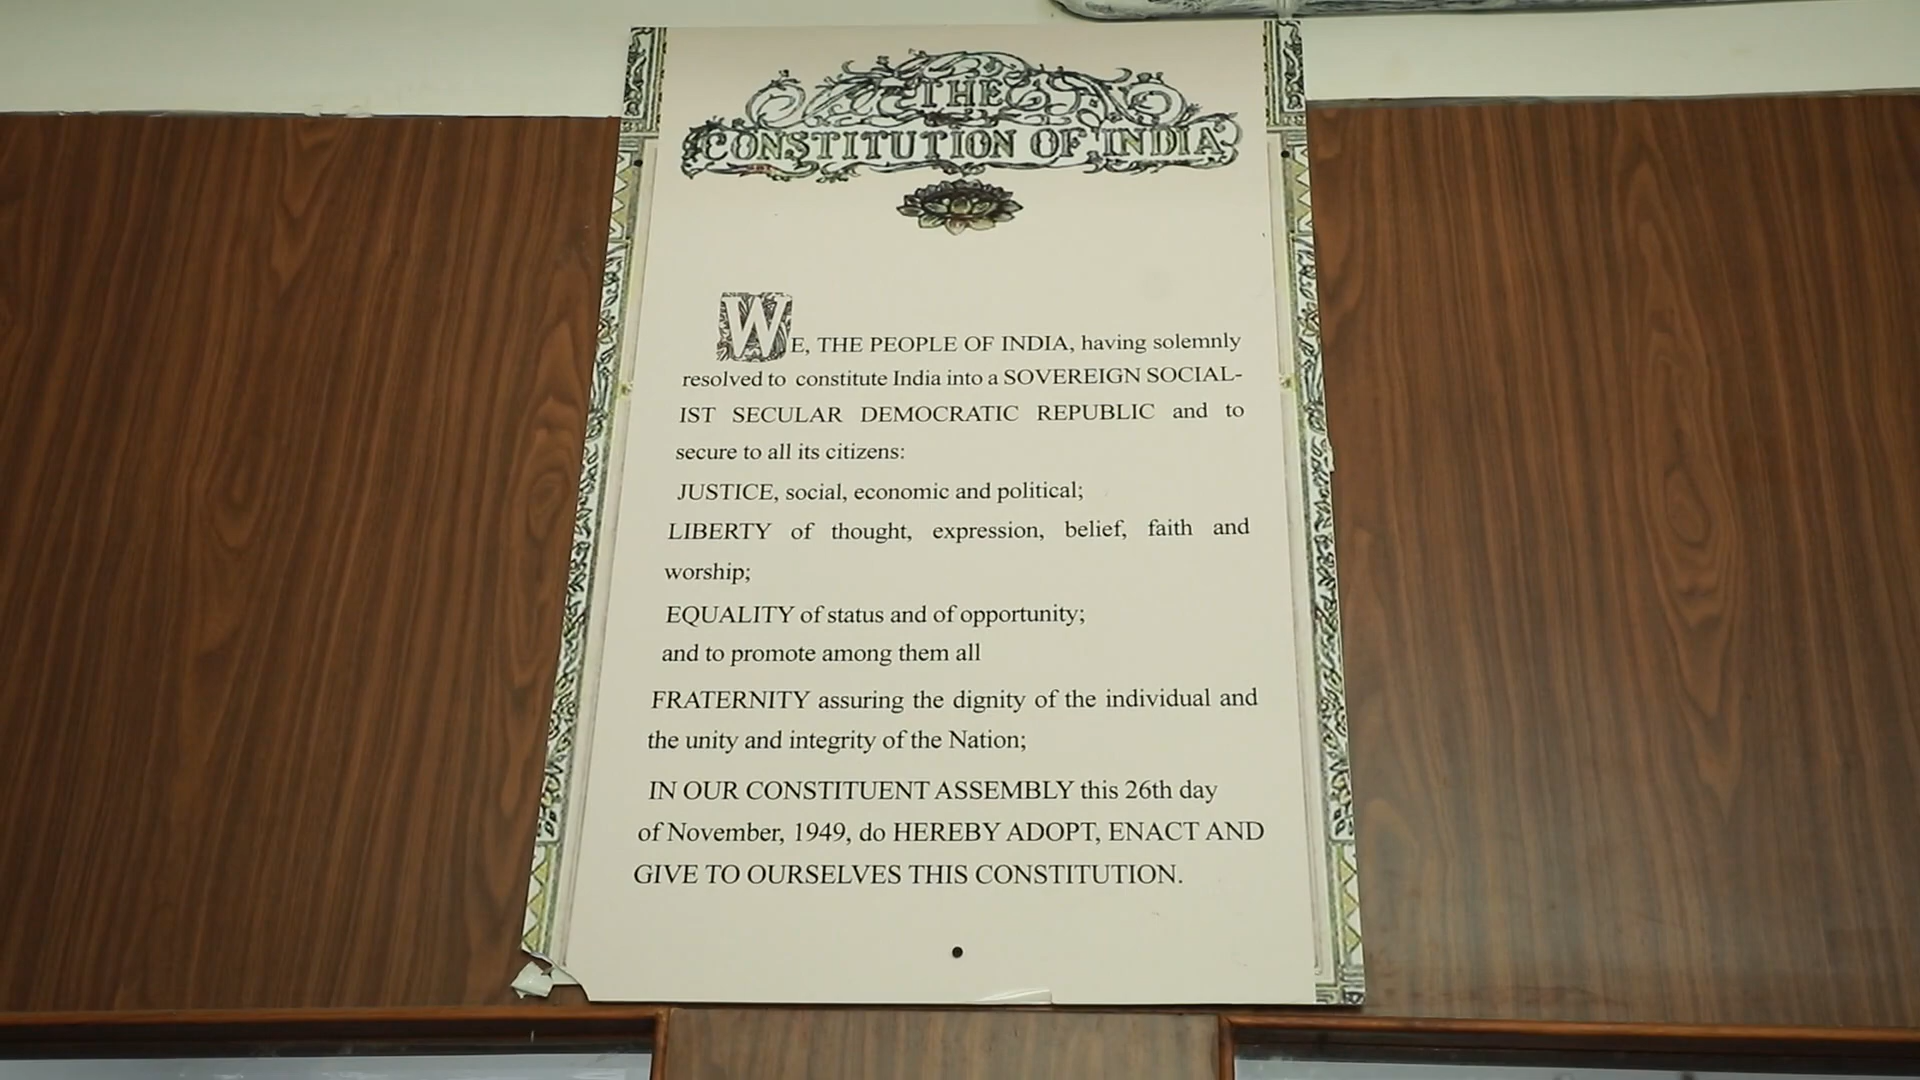 THE
CONSTITUTION OF INDIA
WE, THE PEOPLE OF INDIA, having solemnly
resolved to constitute India into a SOVEREIGN SOCIAL-
IST SECULAR DEMOCRATIC REPUBLIC and to
secure to all its citizens:
JUSTICE, social, economic and political;
LIBERTY of thought, expression, belief, faith and
worship;
EQUALITY of status and of opportunity;
and to promote among them all
FRATERNITY assuring the dignity of the individual and
the unity and integrity of the Nation;
IN OUR CONSTITUENT ASSEMBLY this 26th day
of November, 1949, do HEREBY ADOPT, ENACT AND
GIVE TO OURSELVES THIS CONSTITUTION.